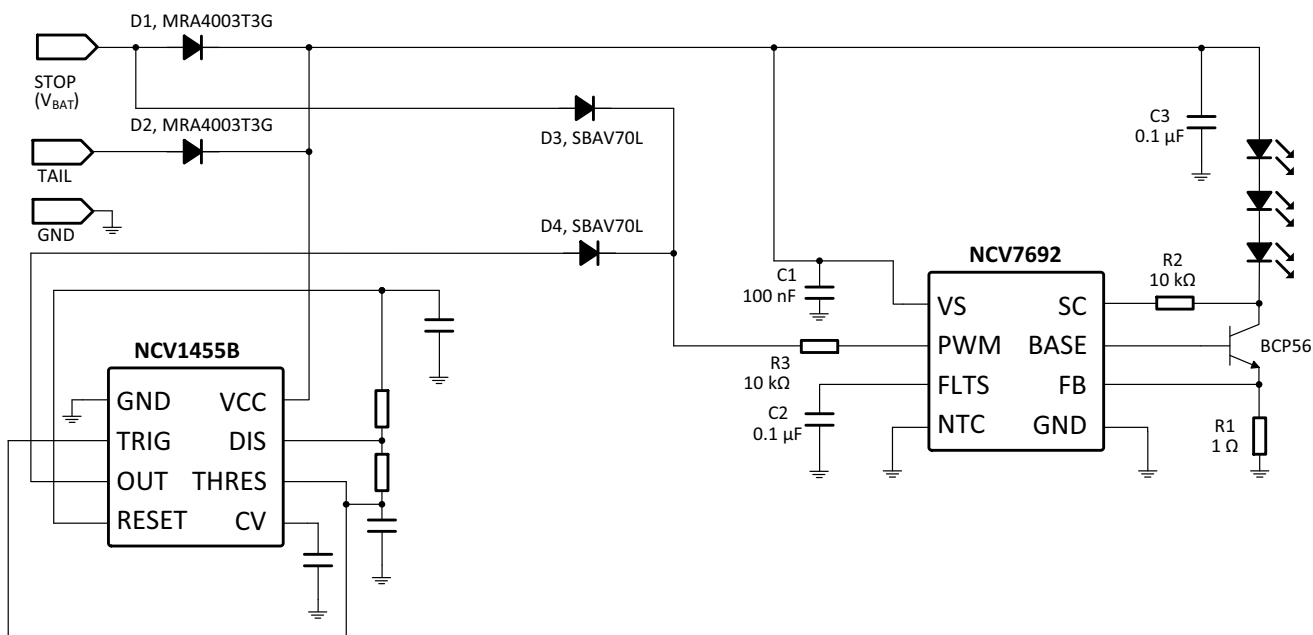 D1, MRA4003T3G
STOP
(VBAT)
D2, MRA4003T3G
D3, SBAV70L
C3
0.1 µF
TAIL
GND
D4, SBAV70L
NCV7692
C1
100 nF
R2
10 kΩ
VS
SC
NCV1455B
R3
10 kΩ
PWM
BASE
BCP56
FLTS
FB
GND
VCC
C2
0.1 µF
NTC
GND
R1
1 Ω
TRIG
DIS
OUT
THRES
RESET
CV